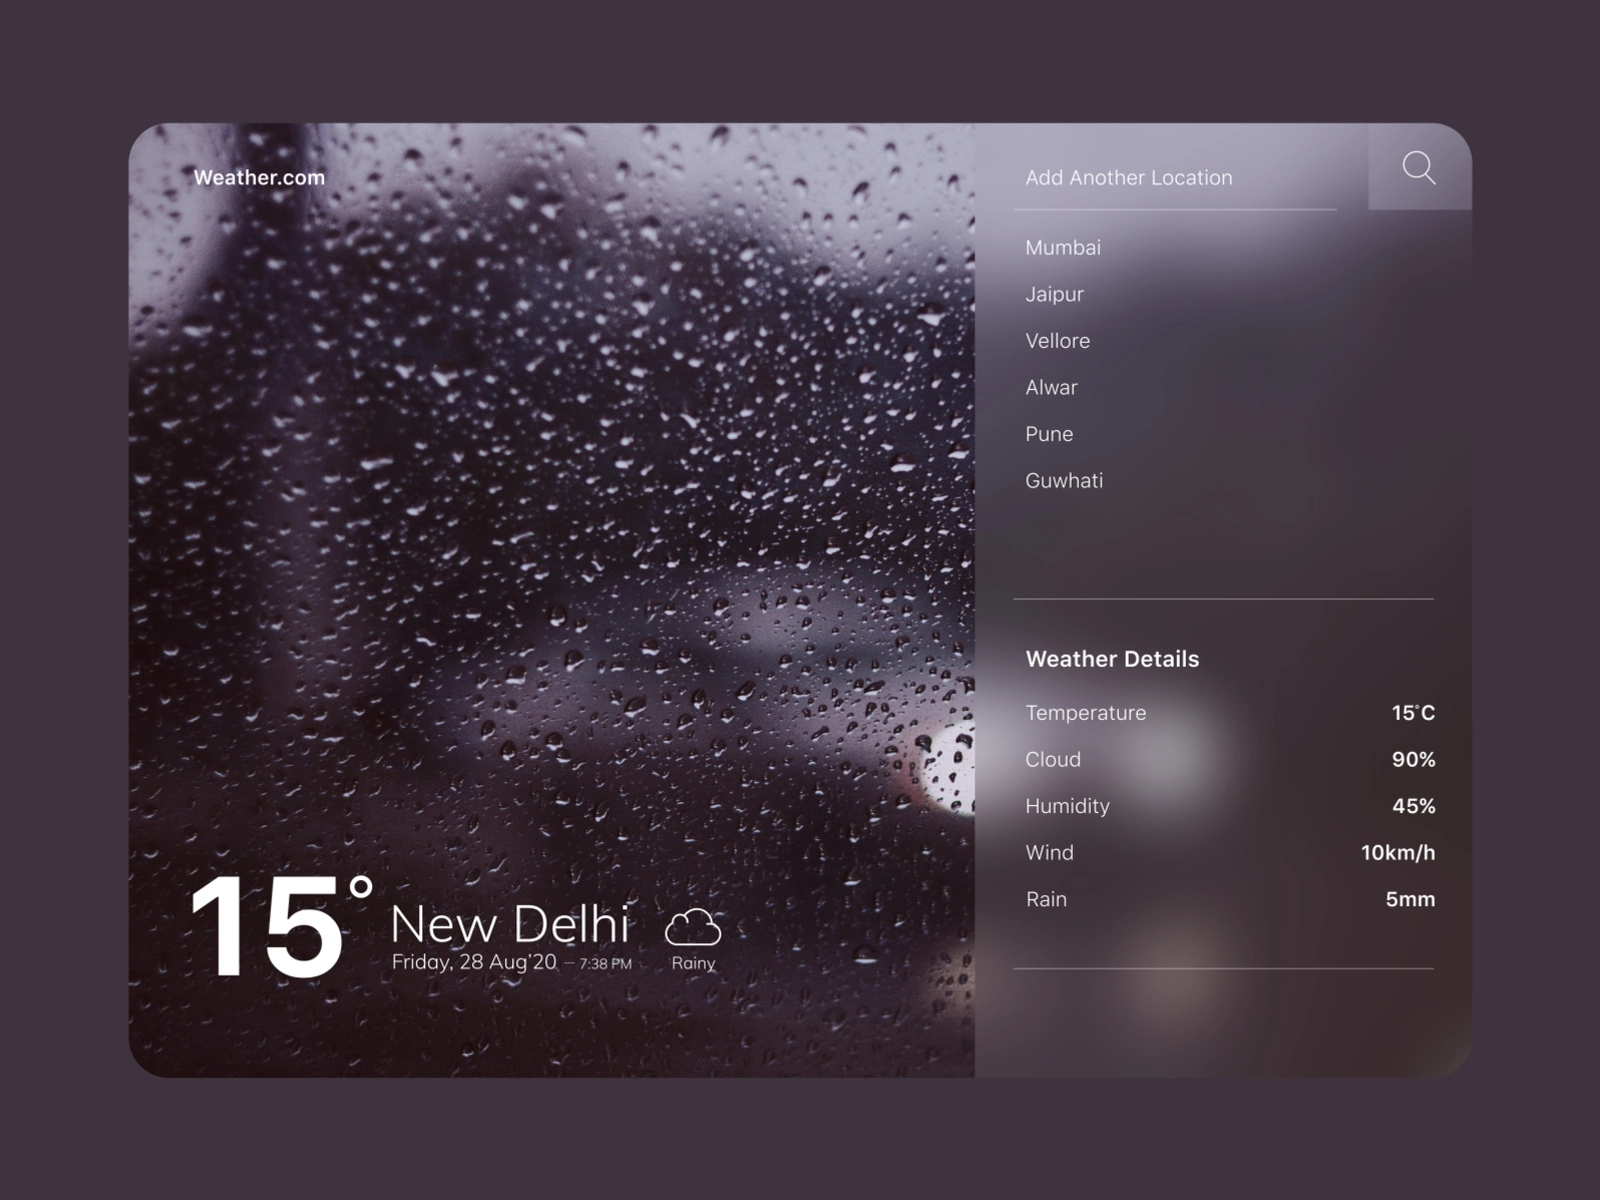 Weather.com
15°
New Delhi
Friday, 28 Aug'20 – 7:38 PM
Rainy
Add Another Location
Mumbai
Jaipur
Vellore
Alwar
Pune
Guwhati
Weather Details
Temperature 15°C
Cloud 90%
Humidity 45%
Wind 10km/h
Rain 5mm